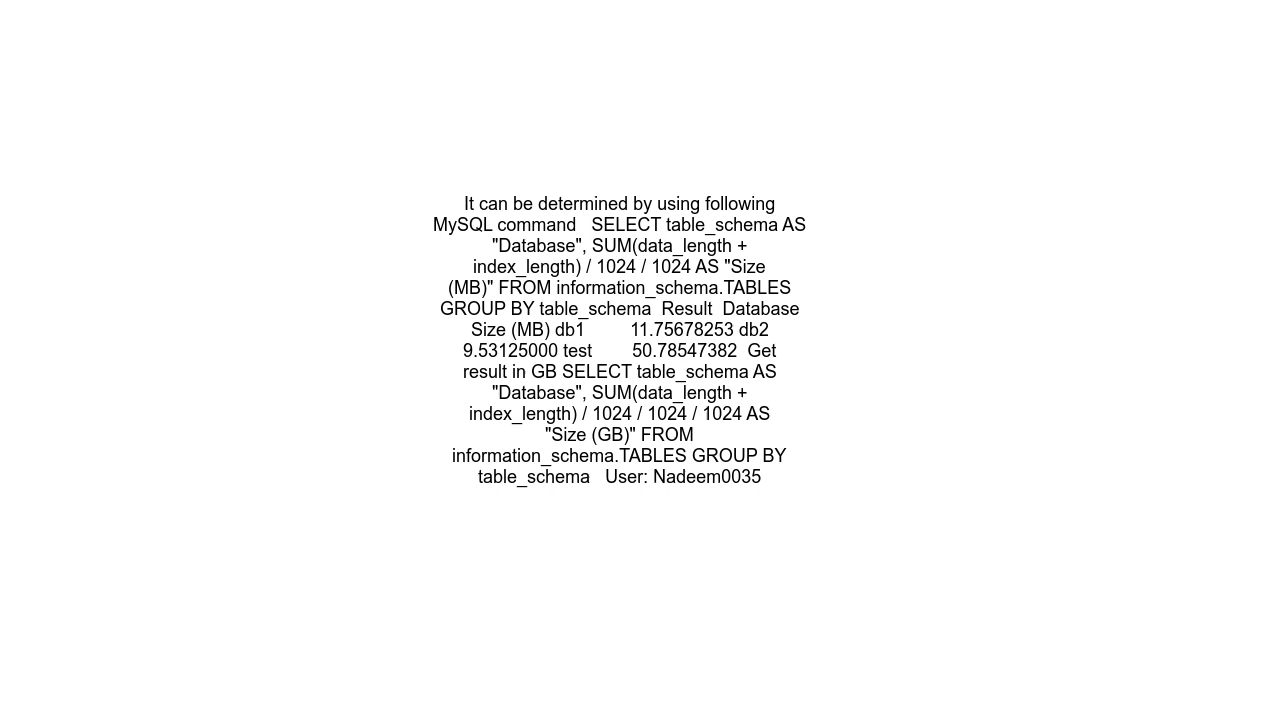 It can be determined by using following
MySQL command   SELECT table_schema AS
"Database", SUM(data_length +
index_length) / 1024 / 1024 AS "Size
(MB)" FROM information_schema.TABLES
GROUP BY table_schema  Result  Database
Size (MB) db1         11.75678253 db2
9.53125000 test        50.78547382  Get
result in GB SELECT table_schema AS
"Database", SUM(data_length +
index_length) / 1024 / 1024 / 1024 AS
"Size (GB)" FROM
information_schema.TABLES GROUP BY
table_schema   User: Nadeem0035